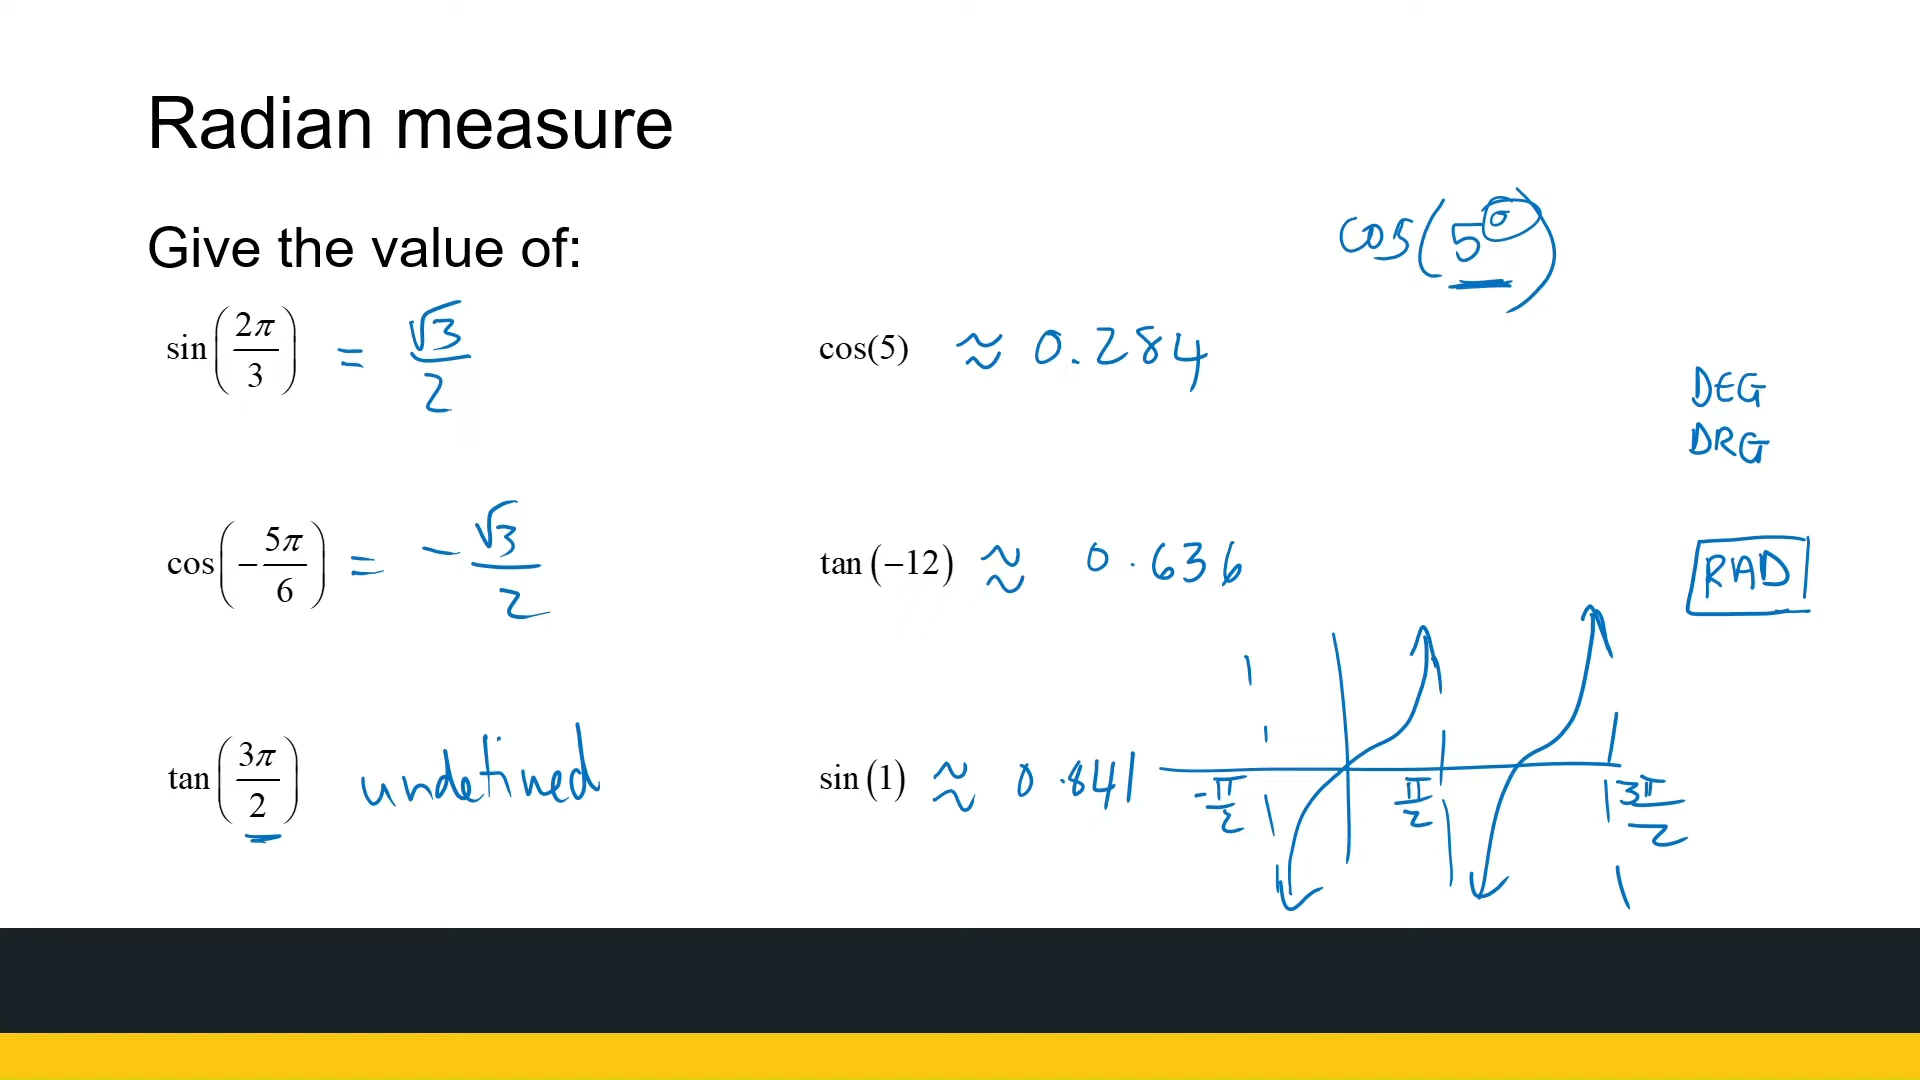 Radian measure
Give the value of:
cos(5°)
sin(2π/3) = √3/2
cos(5) ≈ 0.284
DEG
DRG
cos(−5π/6) = −√3/2
tan(−12) ≈ 0.636
RAD
tan(3π/2) undefined
sin(1) ≈ 0.841
-π/2 π/2 3π/2